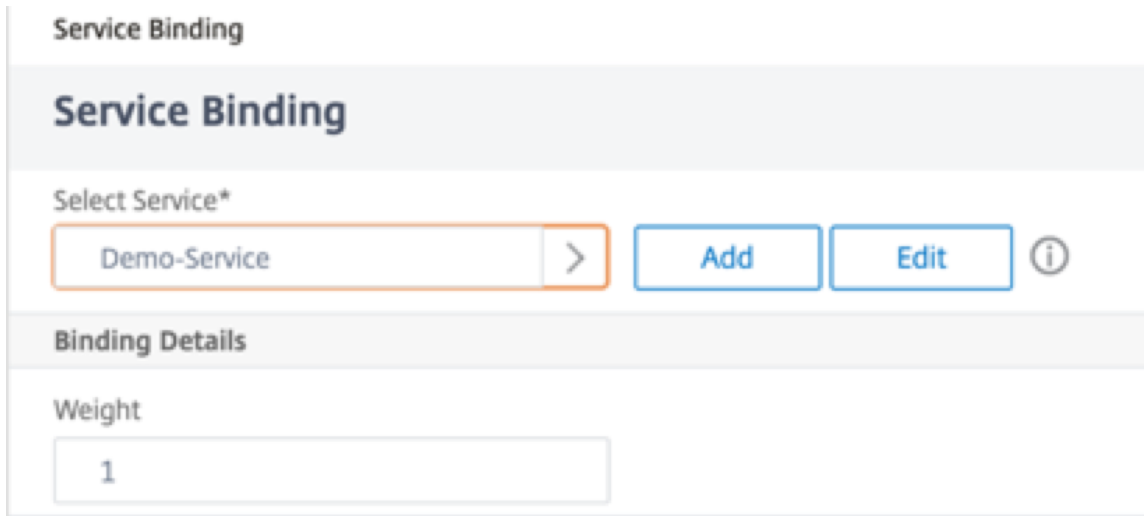 Service Binding
Service Binding
Select Service*
Demo-Service > Add Edit
Binding Details
Weight
1